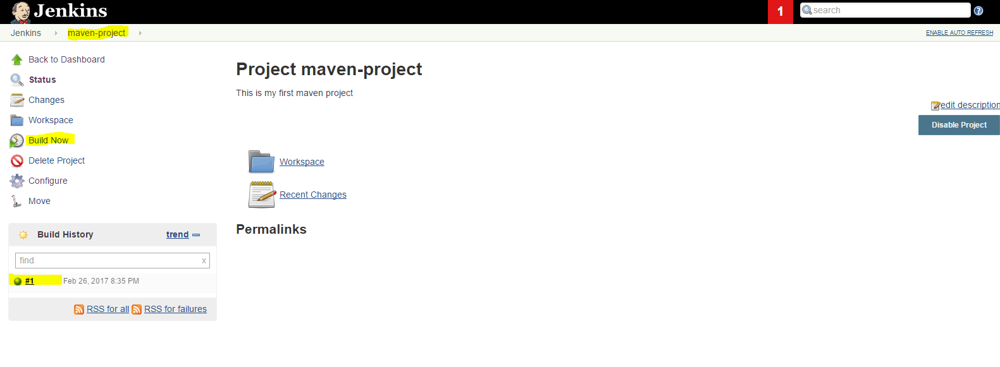 Jenkins
1
search
Jenkins
maven-project
ENABLE AUTO REFRESH
Back to Dashboard
Status
Changes
Workspace
Build Now
Delete Project
Configure
Move
Project maven-project
This is my first maven project
edit description
Disable Project
Workspace
Recent Changes
Permalinks
Build History trend
find x
#1 Feb 26, 2017 8:35 PM
RSS for all RSS for failures